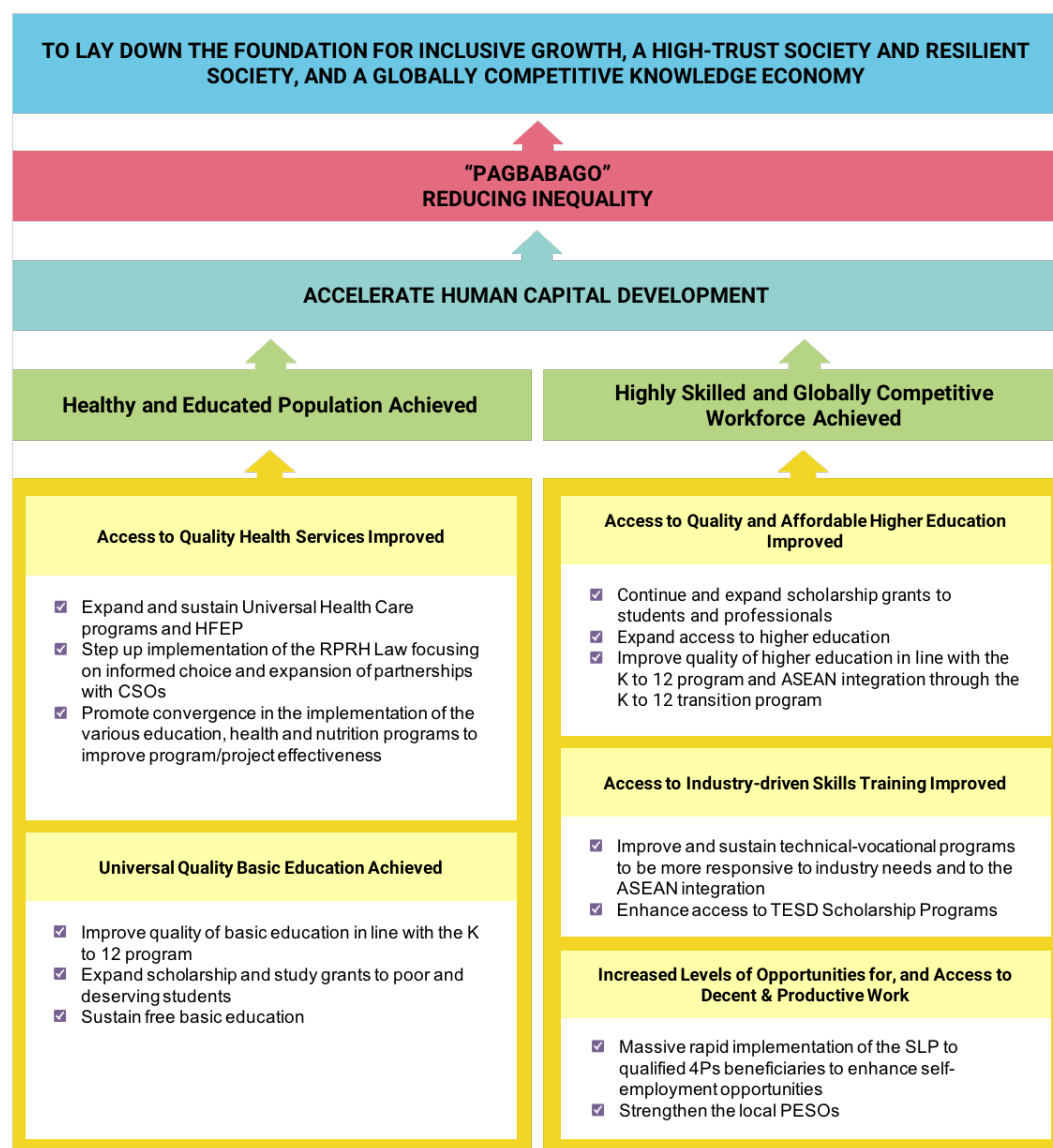 TO LAY DOWN THE FOUNDATION FOR INCLUSIVE GROWTH, A HIGH-TRUST SOCIETY AND RESILIENT
SOCIETY, AND A GLOBALLY COMPETITIVE KNOWLEDGE ECONOMY
“PAGBABAGO”
REDUCING INEQUALITY
ACCELERATE HUMAN CAPITAL DEVELOPMENT
Healthy and Educated Population Achieved
Access to Quality Health Services Improved
Expand and sustain Universal Health Care
programs and HFEP
Step up implementation of the RPRH Law focusing
on informed choice and expansion of partnerships
with CSOs
Promote convergence in the implementation of the
various education, health and nutrition programs to
improve program/project effectiveness
Universal Quality Basic Education Achieved
Improve quality of basic education in line with the K
to 12 program
Expand scholarship and study grants to poor and
deserving students
Sustain free basic education
Highly Skilled and Globally Competitive
Workforce Achieved
Access to Quality and Affordable Higher Education
Improved
Continue and expand scholarship grants to
students and professionals
Expand access to higher education
Improve quality of higher education in line with the
K to 12 program and ASEAN integration through the
K to 12 transition program
Access to Industry-driven Skills Training Improved
Improve and sustain technical-vocational programs
to be more responsive to industry needs and to the
ASEAN integration
Enhance access to TESD Scholarship Programs
Increased Levels of Opportunities for, and Access to
Decent & Productive Work
Massive rapid implementation of the SLP to
qualified 4Ps beneficiaries to enhance self-
employment opportunities
Strengthen the local PESOs